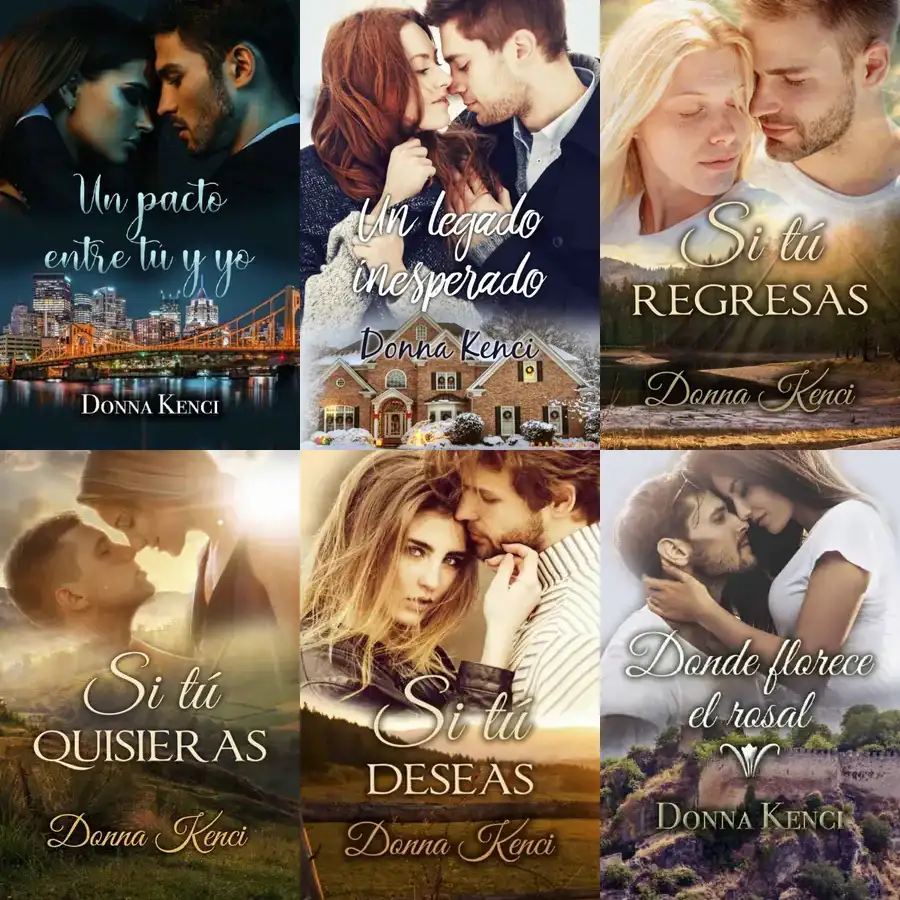 Un pacto
entre tu y yo
DONNA KENCI
Un legado
inesperado
Donna Kenci
Si tú
REGRESAS
Donna Kenci
Si tú
QUISIERAS
Donna Kenci
Si tú
DESEAS
Donna Kenci
Donde florece
el rosal
DONNA KENCI